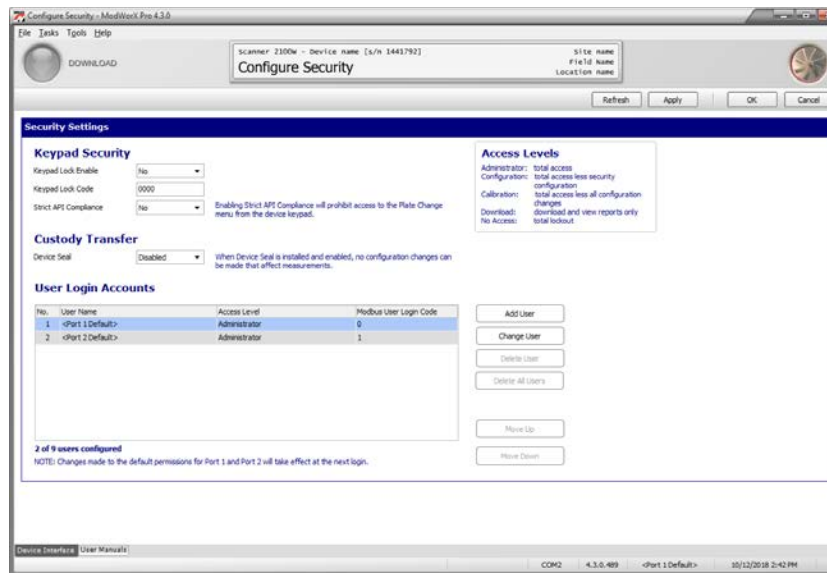 Configure Security - ModWorX Pro 4.3.0
File Tasks Tools Help
DOWNLOAD
Scanner 2100W - Device name [s/n 1441792]
Configure Security
Site name
Field Name
Location name
Refresh Apply OK Cancel
Security Settings
Keypad Security
Keypad Lock Enable No
Keypad Lock Code 0000
Strict API Compliance No
Enabling Strict API Compliance will prohibit access to the Plate Change
menu from the device keypad.
Access Levels
Administrator: total access
Configuration: total access less security
configuration
Calibration: total access less all configuration
changes
Download: download and view reports only
No Access: total lockout
Custody Transfer
Device Seal Disabled
When Device Seal is installed and enabled, no configuration changes can
be made that affect measurements.
User Login Accounts
No. User Name Access Level Modbus User Login Code
1 <Port 1 Default> Administrator 0
2 <Port 2 Default> Administrator 1
Add User
Change User
Delete User
Delete All Users
Move Up
Move Down
2 of 9 users configured
NOTE: Changes made to the default permissions for Port 1 and Port 2 will take effect at the next login.
Device Interface User Manuals
COM2 4.3.0.489 <Port 1 Default> 10/12/2018 2:42 PM